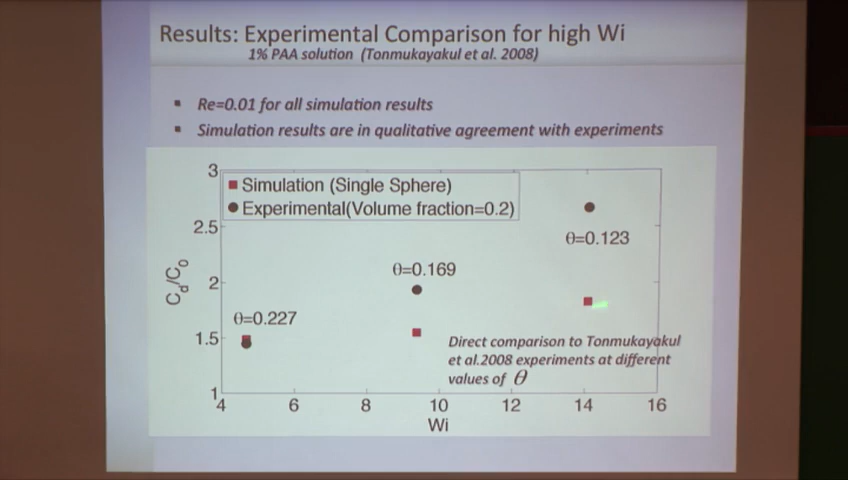 Results: Experimental Comparison for high Wi
1% PAA solution (Tonmukayakul et al. 2008)
▪ Re=0.01 for all simulation results
▪ Simulation results are in qualitative agreement with experiments
3
2.5
2
1.5
1
Cd/C0
Simulation (Single Sphere)
Experimental(Volume fraction=0.2)
θ=0.123
θ=0.169
θ=0.227
Direct comparison to Tonmukayakul
et al.2008 experiments at different
values of θ
4 6 8 10 12 14 16
Wi